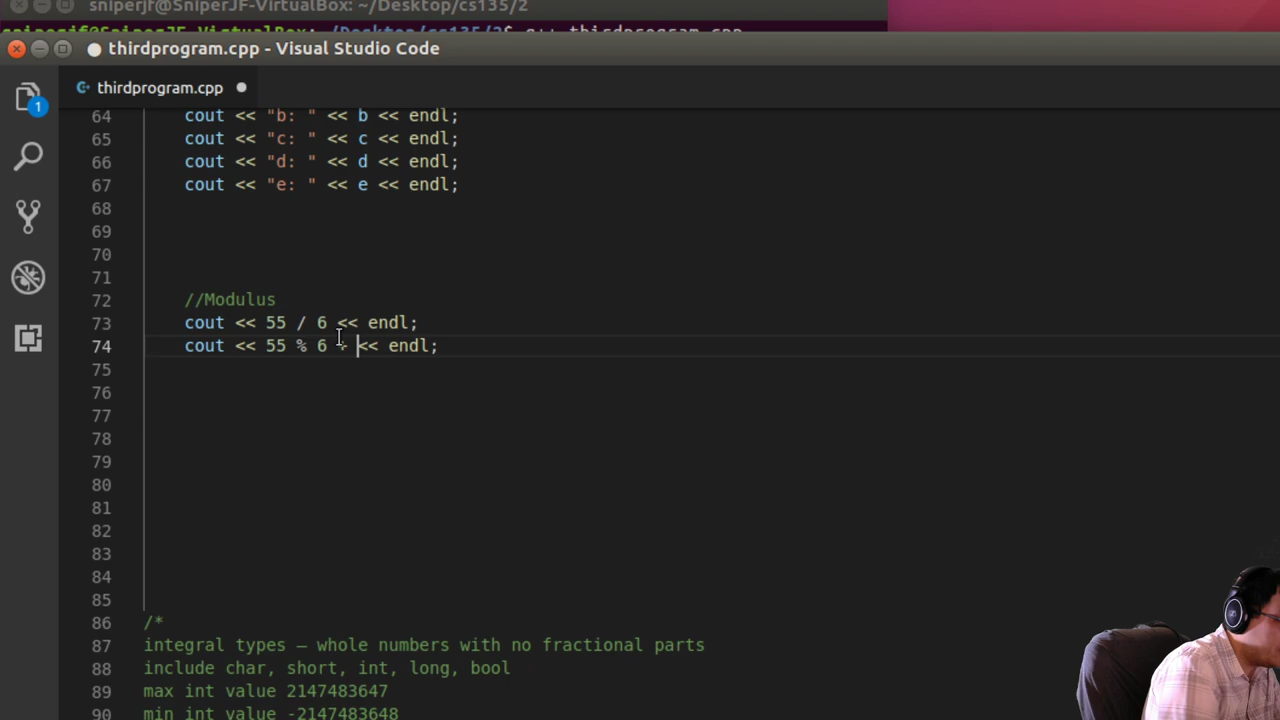 sniperjf@SniperJF-VirtualBox: ~/Desktop/cs135/2
thirdprogram.cpp - Visual Studio Code
thirdprogram.cpp
1
64 cout << "b: " << b << endl;
65 cout << "c: " << c << endl;
66 cout << "d: " << d << endl;
67 cout << "e: " << e << endl;
68
69
70
71
72 //Modulus
73 cout << 55 / 6 << endl;
74 cout << 55 % 6 + << endl;
75
76
77
78
79
80
81
82
83
84
85
86 /*
87 integral types – whole numbers with no fractional parts
88 include char, short, int, long, bool
89 max int value 2147483647
90 min int value -2147483648